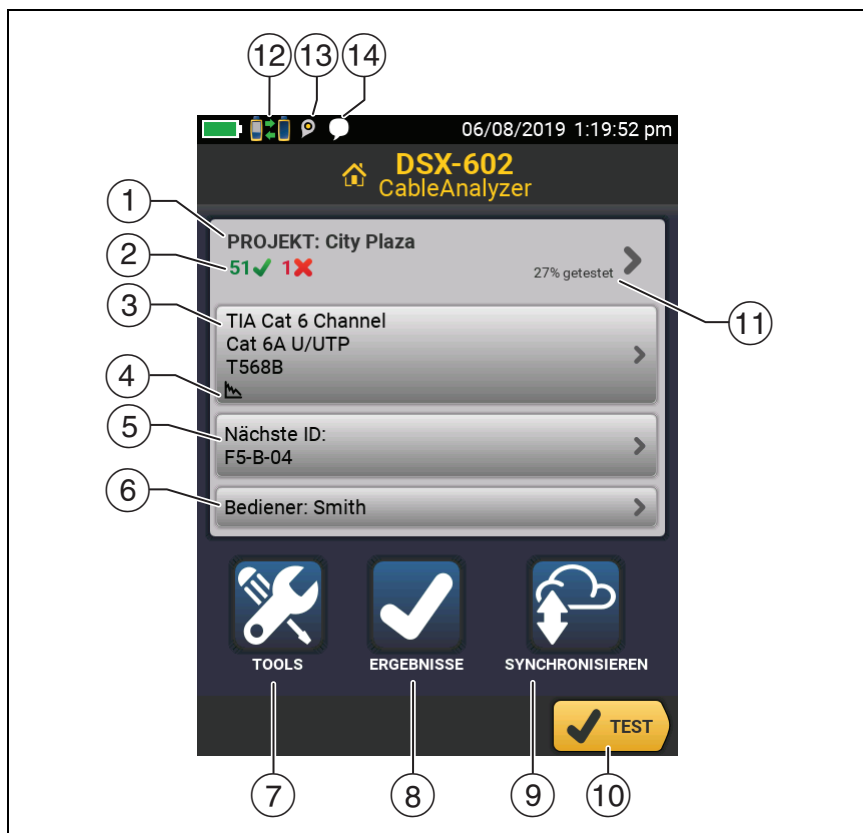 12 13 14
06/08/2019 1:19:52 pm
DSX-602
CableAnalyzer
1
PROJEKT: City Plaza
2
51 1
27% getestet
11
3
TIA Cat 6 Channel
Cat 6A U/UTP
T568B
4
5
Nächste ID:
F5-B-04
6
Bediener: Smith
TOOLS ERGEBNISSE SYNCHRONISIEREN
TEST
7 8 9 10